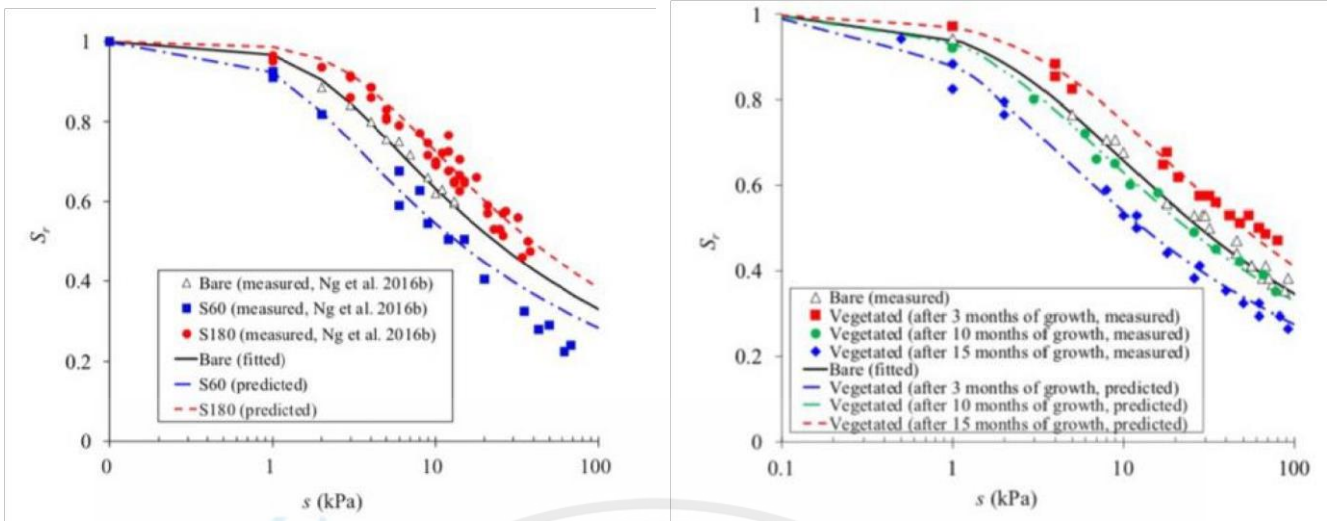 1
0.8
0.6
0.4
0.2
0
S_r
△ Bare (measured, Ng et al. 2016b)
S60 (measured, Ng et al. 2016b)
S180 (measured, Ng et al. 2016b)
Bare (fitted)
S60 (predicted)
S180 (predicted)
0 1 10 100
s (kPa)
1
0.8
0.6
0.4
0.2
0
S_r
△ Bare (measured)
Vegetated (after 3 months of growth, measured)
Vegetated (after 10 months of growth, measured)
Vegetated (after 15 months of growth, measured)
Bare (fitted)
Vegetated (after 3 months of growth, predicted)
Vegetated (after 10 months of growth, predicted)
Vegetated (after 15 months of growth, predicted)
0.1 1 10 100
s (kPa)